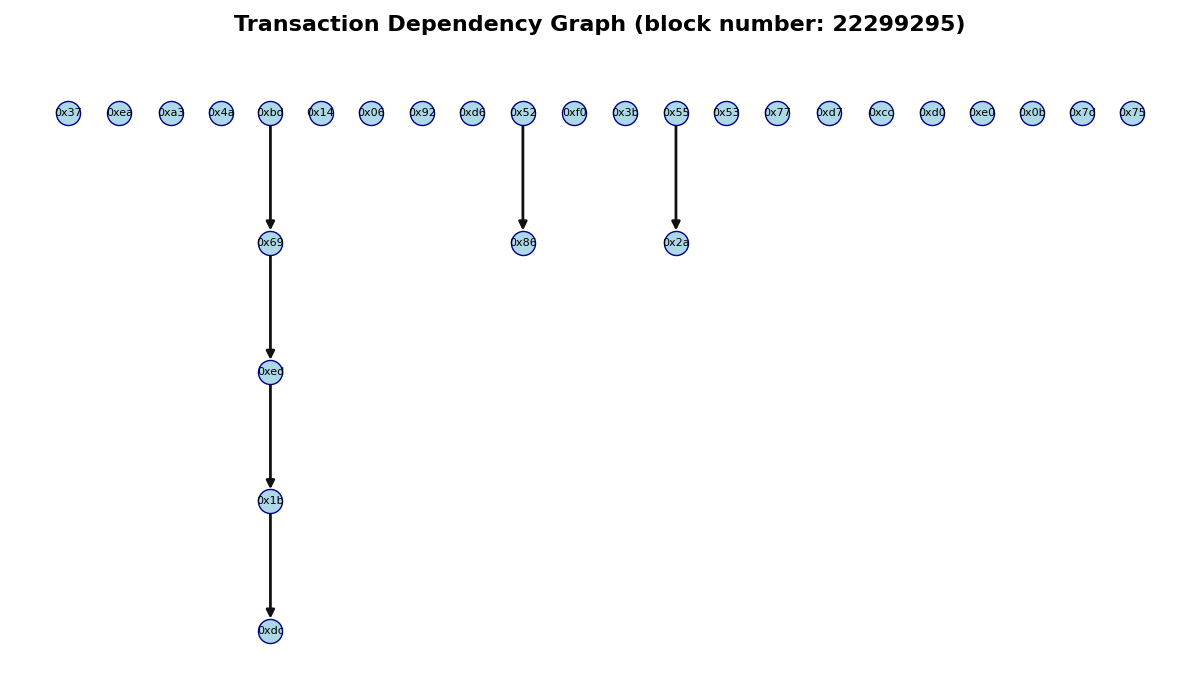 Transaction Dependency Graph (block number: 22299295)
0x37 0xea 0xa3 0x4a 0xbd 0x14 0x06 0x92 0xd6 0x52 0xf0 0x3b 0x55 0x53 0x77 0xd7 0xcc 0xd0 0xe0 0x0b 0x7d 0x75
0x69 0x86 0x2a
0xed
0x1b